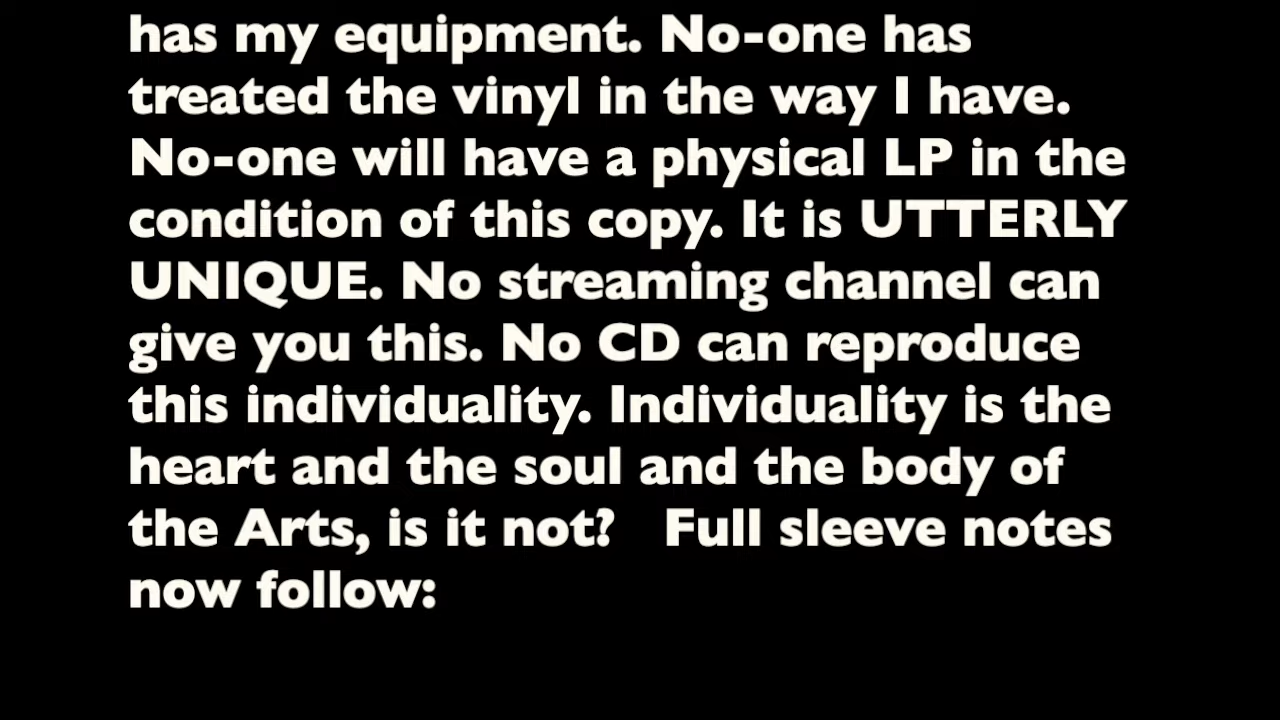 has my equipment. No-one has
treated the vinyl in the way I have.
No-one will have a physical LP in the
condition of this copy. It is UTTERLY
UNIQUE. No streaming channel can
give you this. No CD can reproduce
this individuality. Individuality is the
heart and the soul and the body of
the Arts, is it not?   Full sleeve notes
now follow: